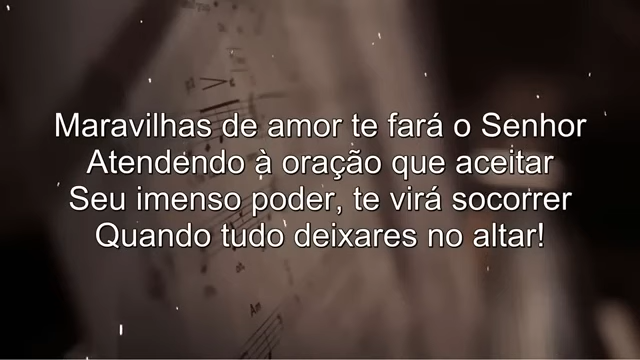 Maravilhas de amor te fará o Senhor
Atendendo à oração que aceitar
Seu imenso poder, te virá socorrer
Quando tudo deixares no altar!
Am